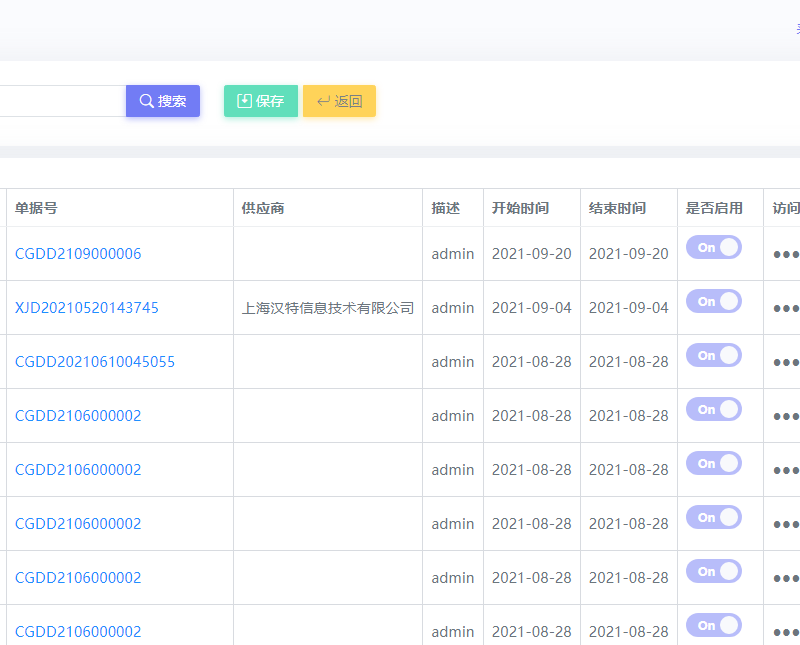 搜索 保存 返回
单据号 供应商 描述 开始时间 结束时间 是否启用 访问
CGDD2109000006 admin 2021-09-20 2021-09-20 On
XJD20210520143745 上海汉特信息技术有限公司 admin 2021-09-04 2021-09-04 On
CGDD20210610045055 admin 2021-08-28 2021-08-28 On
CGDD2106000002 admin 2021-08-28 2021-08-28 On
CGDD2106000002 admin 2021-08-28 2021-08-28 On
CGDD2106000002 admin 2021-08-28 2021-08-28 On
CGDD2106000002 admin 2021-08-28 2021-08-28 On
CGDD2106000002 admin 2021-08-28 2021-08-28 On